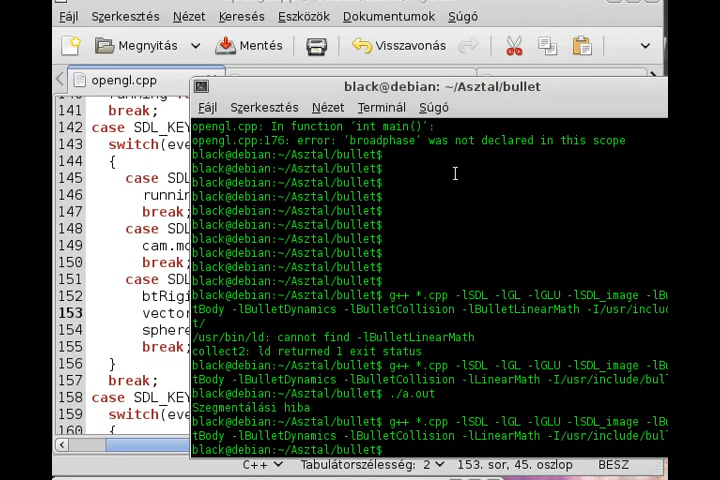 Fájl Szerkesztés Nézet Keresés Eszközök Dokumentumok Súgó
Megnyitás Mentés Visszavonás
opengl.cpp
141 break;
142 case SDL_KE
143 switch(eve
144 {
145 case SDL
146 runnin
147 break;
148 case SDL
149 cam.mo
150 break;
151 case SDL
152 btRigi
153 vector
154 sphere
155 break;
156 }
157 break;
158 case SDL_KE
159 switch(eve
160 {
black@debian: ~/Asztal/bullet
Fájl Szerkesztés Nézet Terminál Súgó
opengl.cpp: In function ‘int main()’:
opengl.cpp:176: error: ‘broadphase’ was not declared in this scope
black@debian:~/Asztal/bullet$
black@debian:~/Asztal/bullet$
black@debian:~/Asztal/bullet$
black@debian:~/Asztal/bullet$
black@debian:~/Asztal/bullet$
black@debian:~/Asztal/bullet$
black@debian:~/Asztal/bullet$
black@debian:~/Asztal/bullet$
black@debian:~/Asztal/bullet$
black@debian:~/Asztal/bullet$
black@debian:~/Asztal/bullet$ g++ *.cpp -lSDL -lGL -lGLU -lSDL_image -lBu
tBody -lBulletDynamics -lBulletCollision -lBulletLinearMath -I/usr/inclu
t/
/usr/bin/ld: cannot find -lBulletLinearMath
collect2: ld returned 1 exit status
black@debian:~/Asztal/bullet$ g++ *.cpp -lSDL -lGL -lGLU -lSDL_image -lBu
tBody -lBulletDynamics -lBulletCollision -lLinearMath -I/usr/include/bul
black@debian:~/Asztal/bullet$ ./a.out
Szegmentálási hiba
black@debian:~/Asztal/bullet$ g++ *.cpp -lSDL -lGL -lGLU -lSDL_image -lBu
tBody -lBulletDynamics -lBulletCollision -lLinearMath -I/usr/include/bul
black@debian:~/Asztal/bullet$
C++ Tabulátorszélesség: 2 153. sor, 45. oszlop BESZ